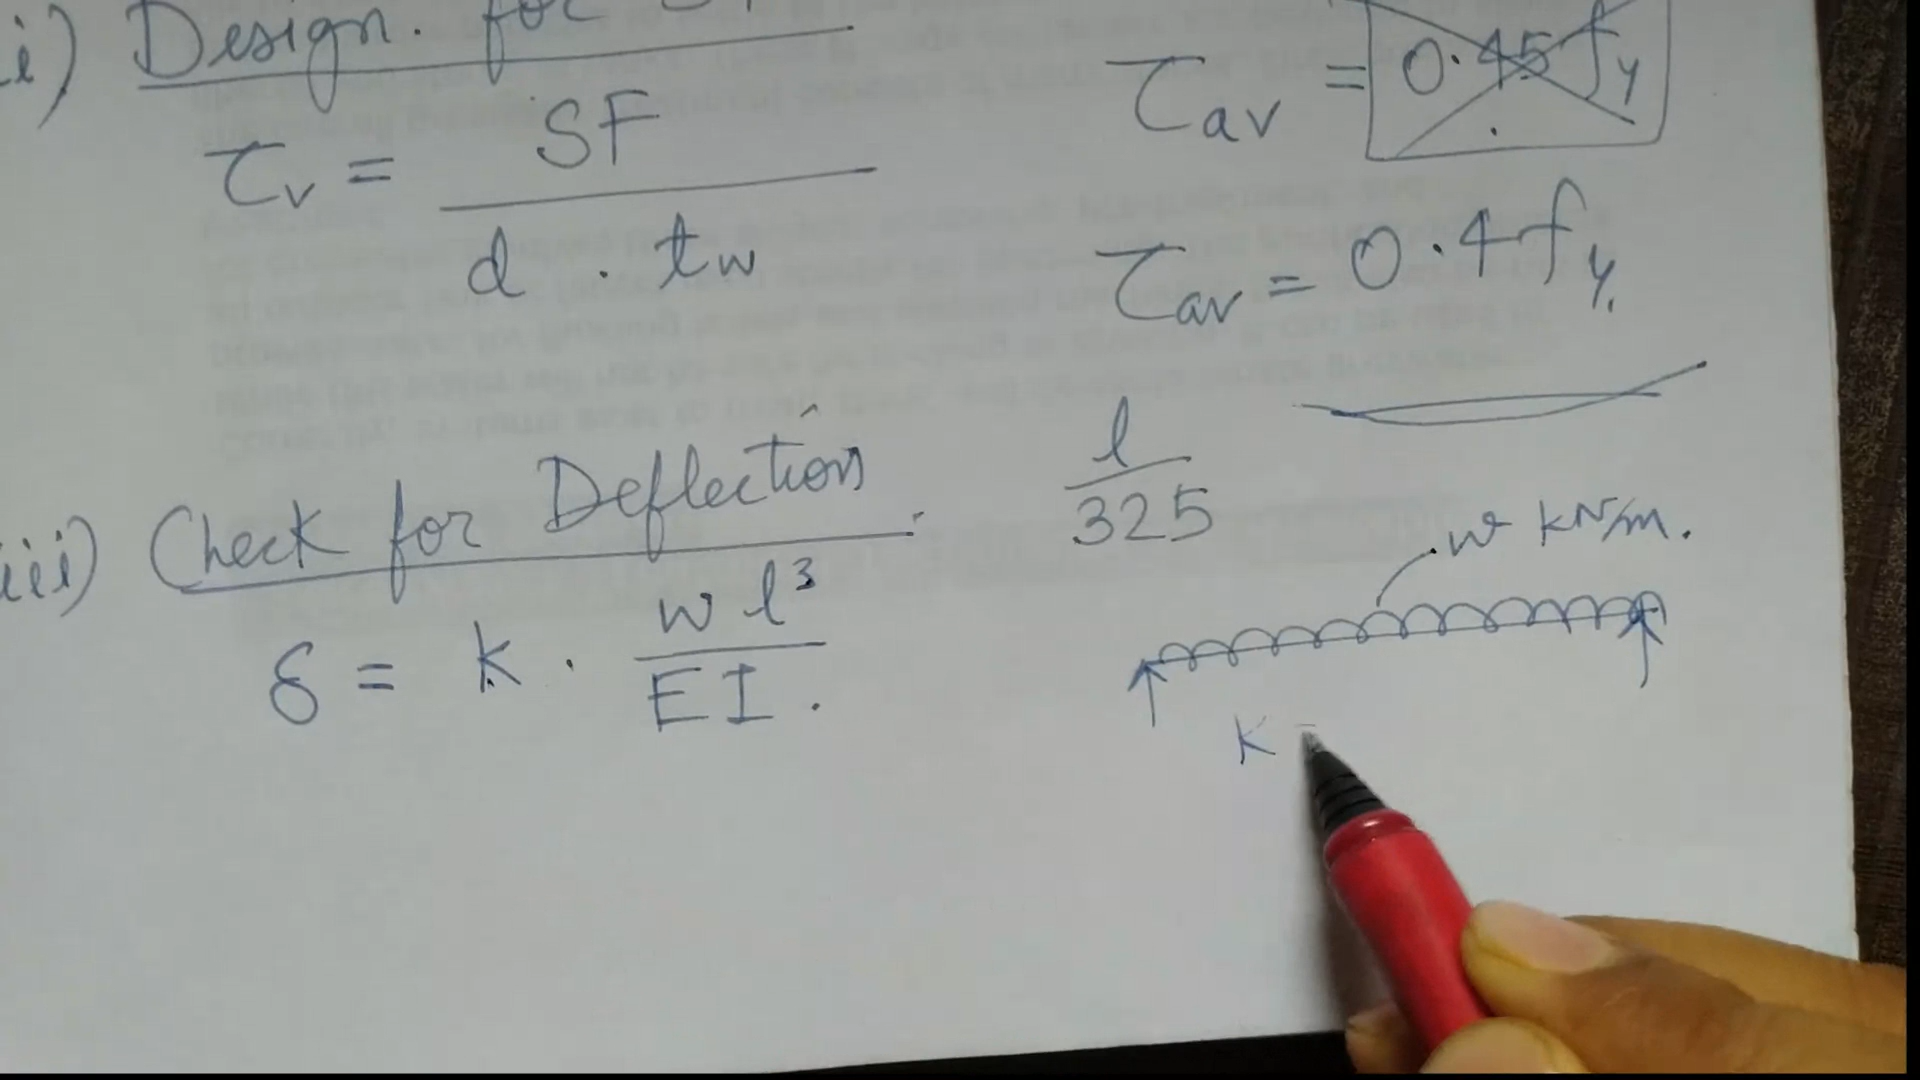 ii) Design. for
τv = SF / d . tw
τav = 0.45 fy
τav = 0.4 fy.
iii) Check for Deflection.
l / 325
δ = k . w l³ / EI.
w kN/m.
K =